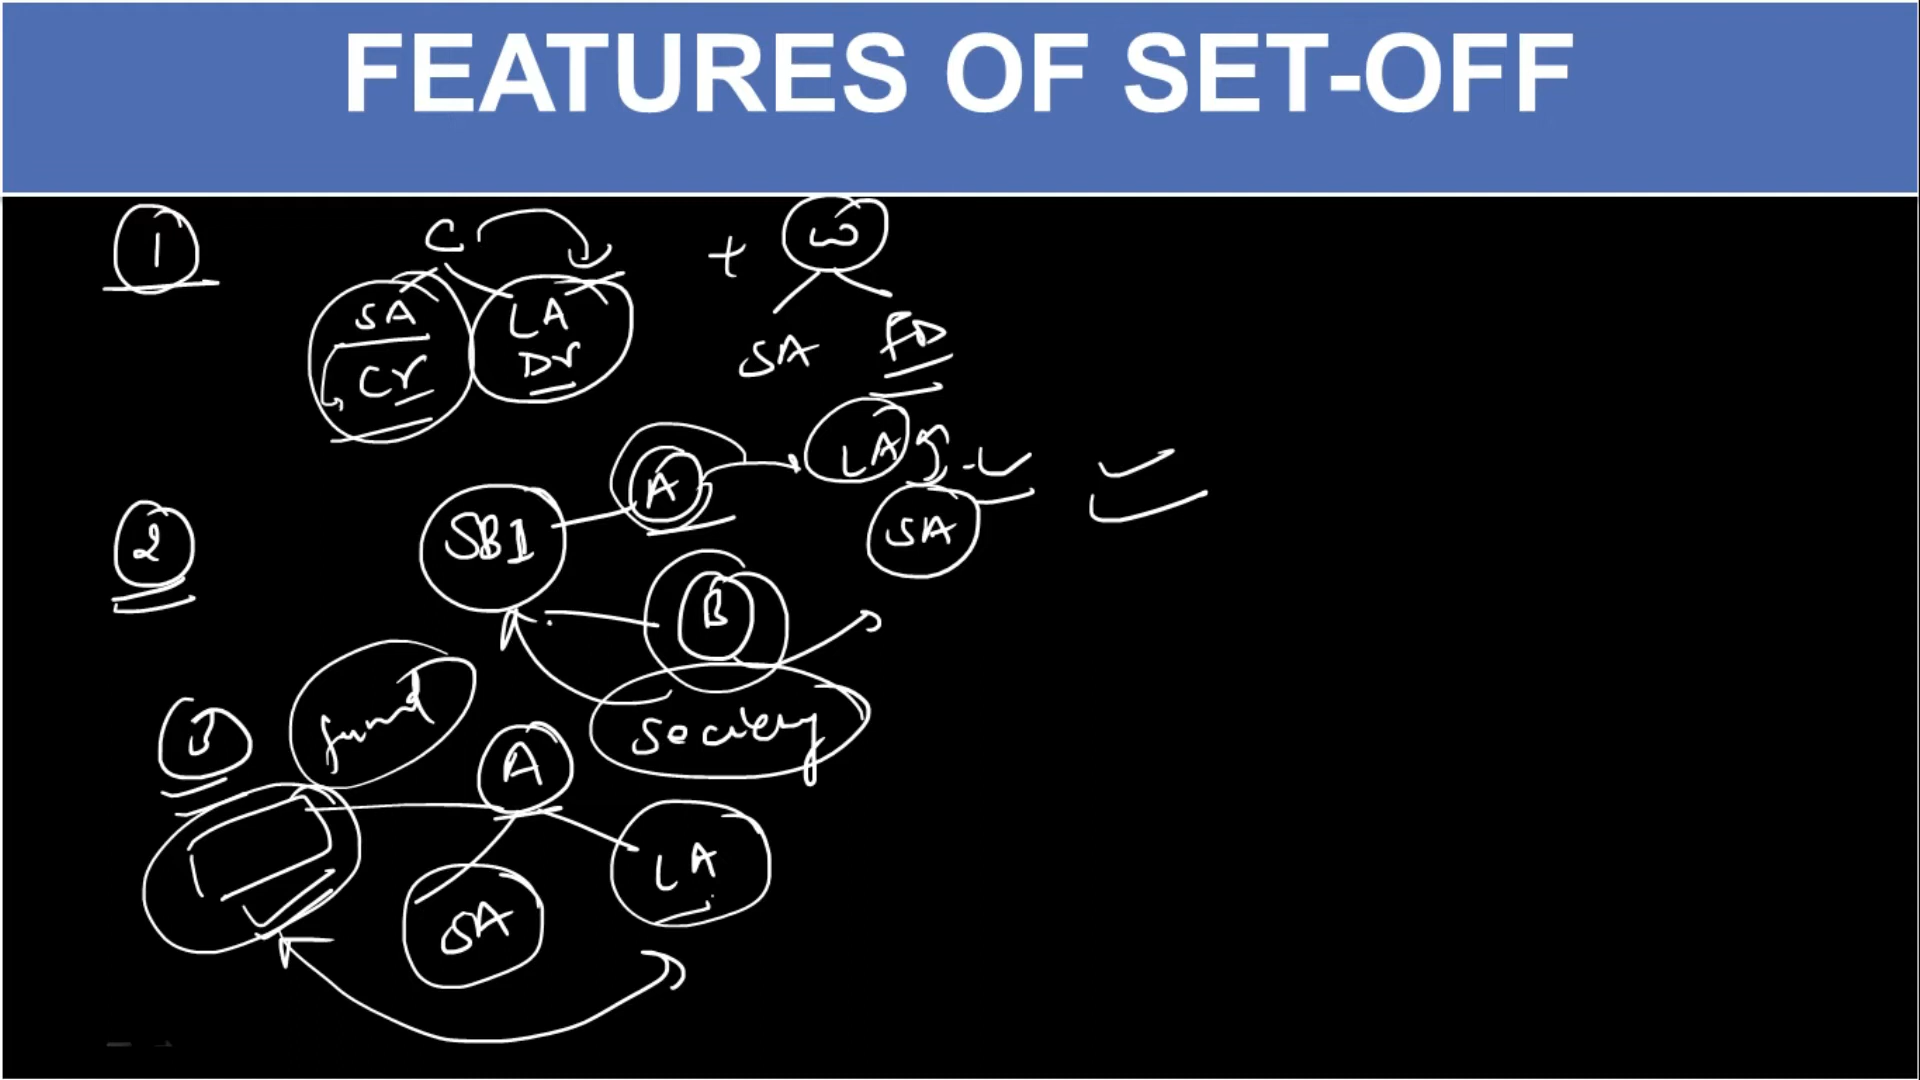 FEATURES OF SET-OFF
1 C + W
SA LA
Cr Dr
SA FD
A LA
SBI SA
2
B
Security
3 fund A
LA
SA